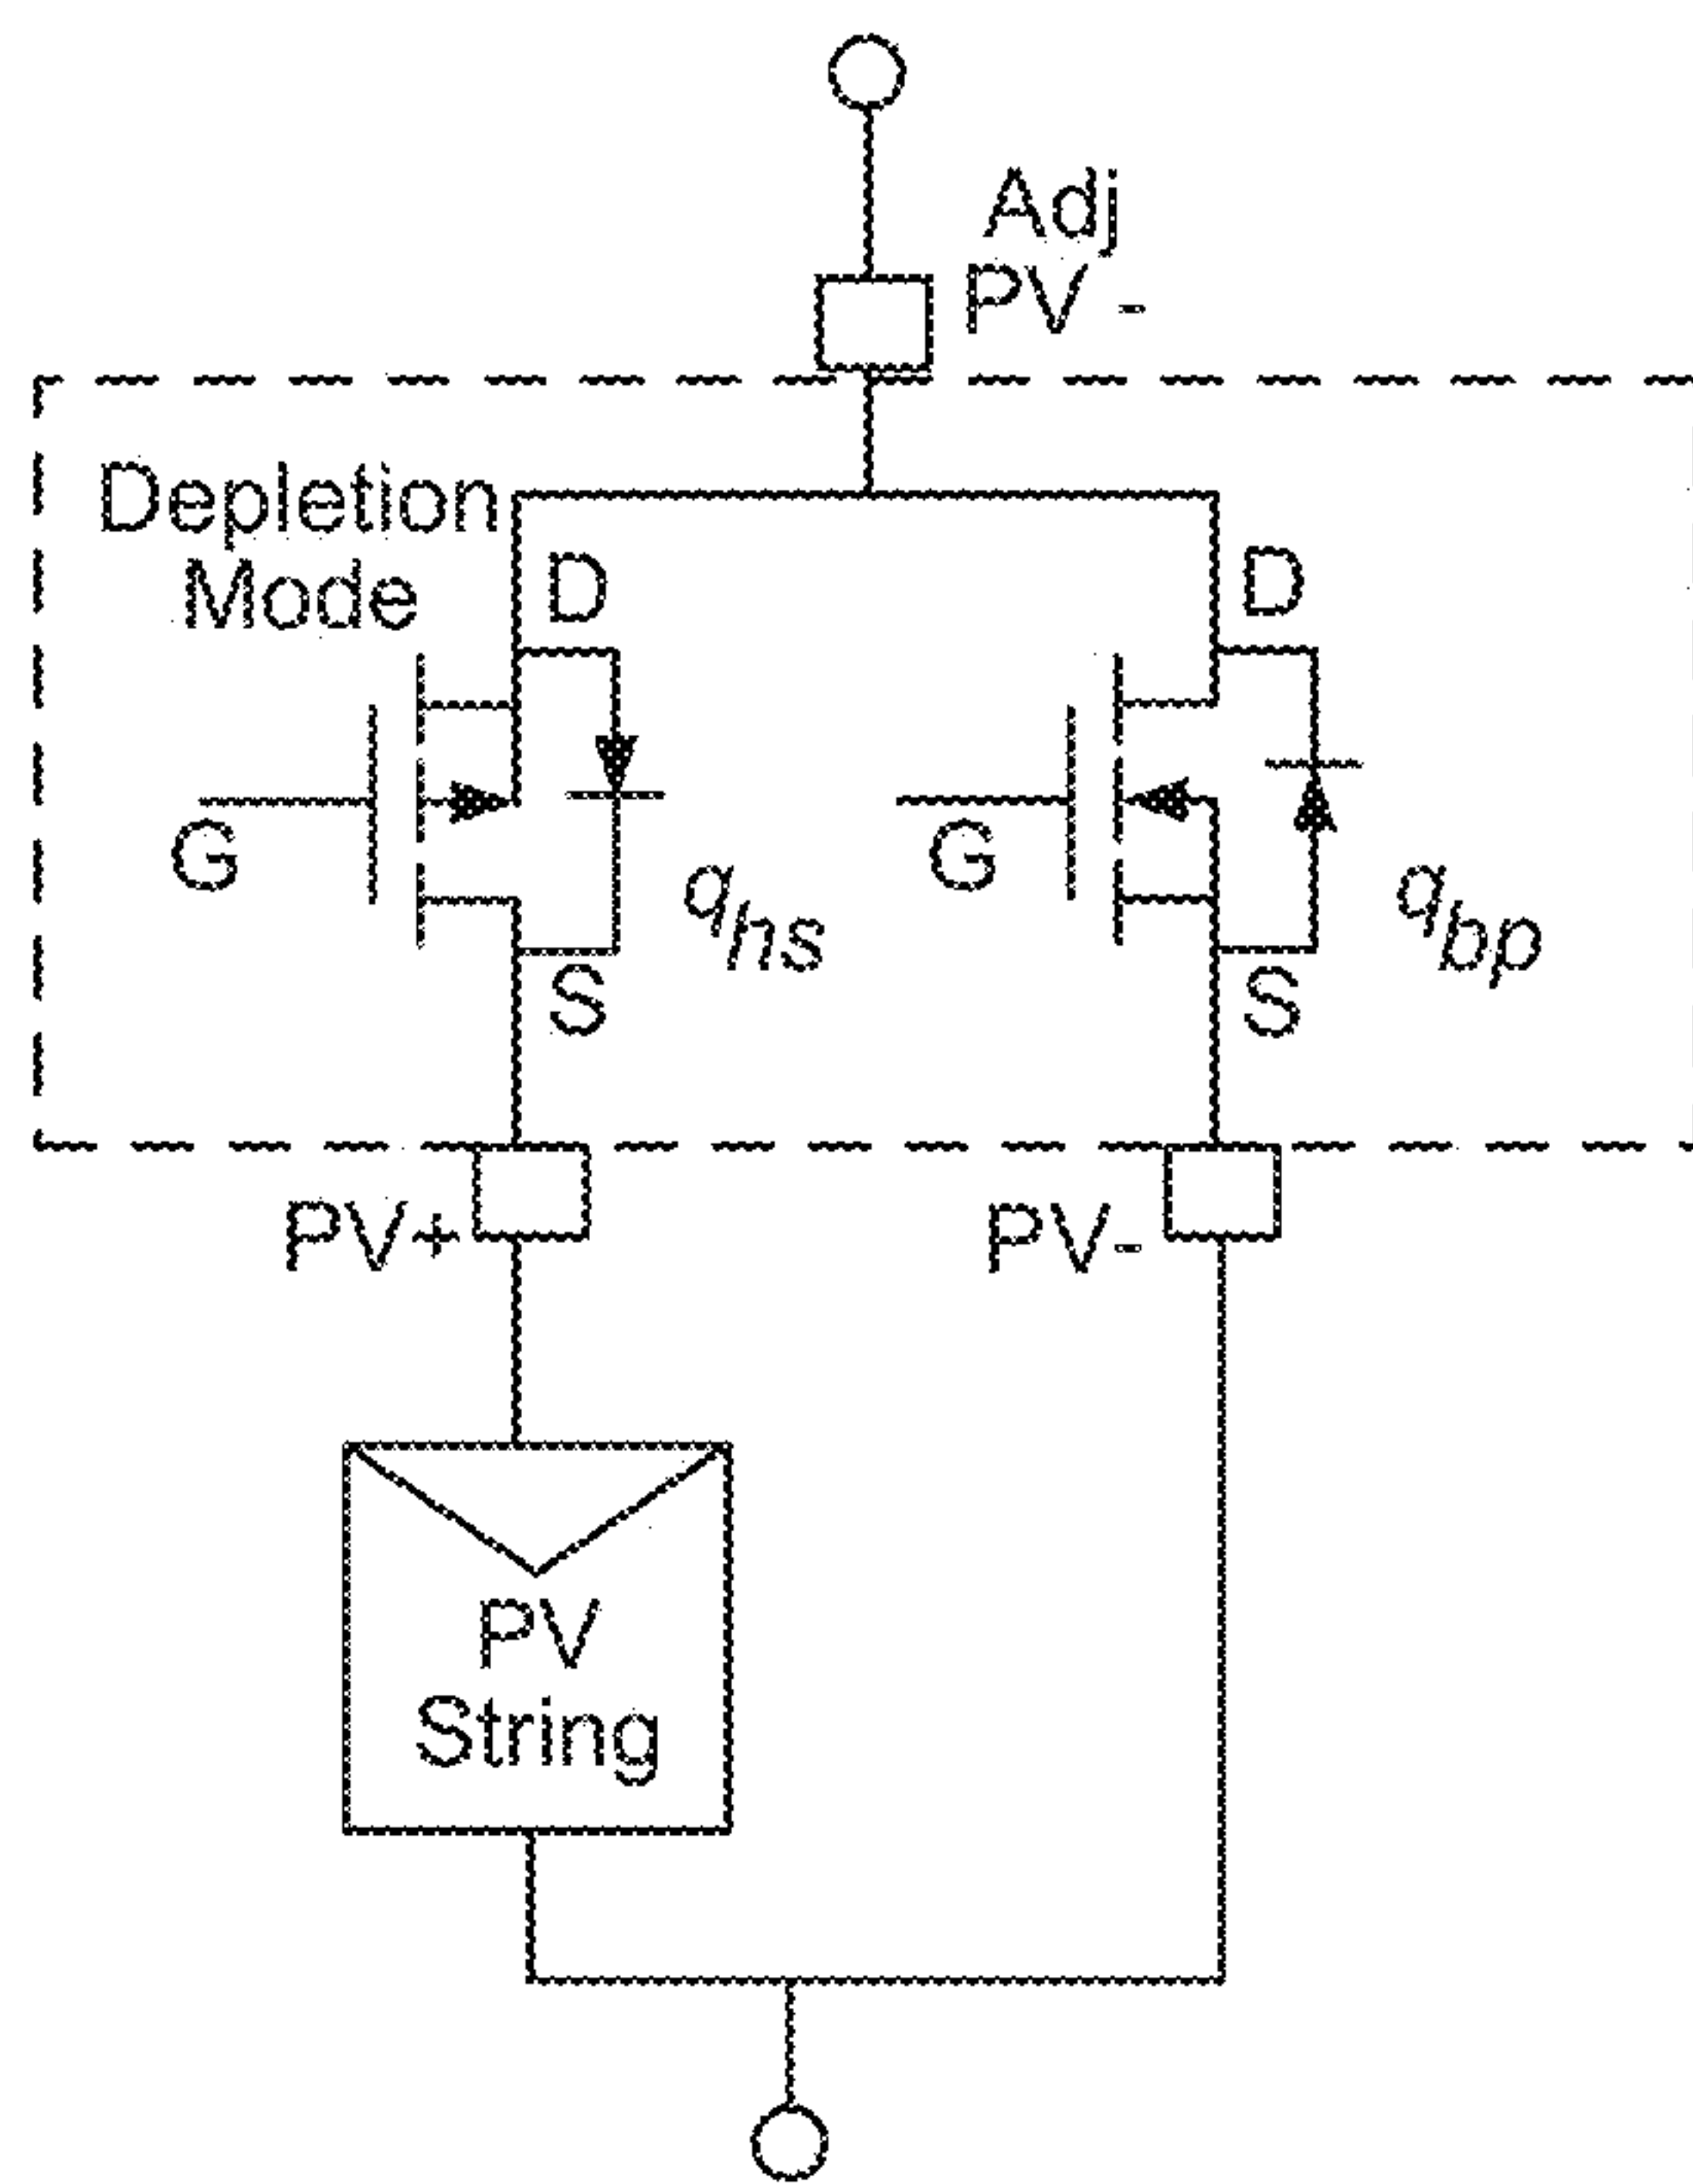 Adj
PV -
Depletion
Mode
D
D
G
G
q_hs
q_bp
S
S
PV+
PV-
PV
String